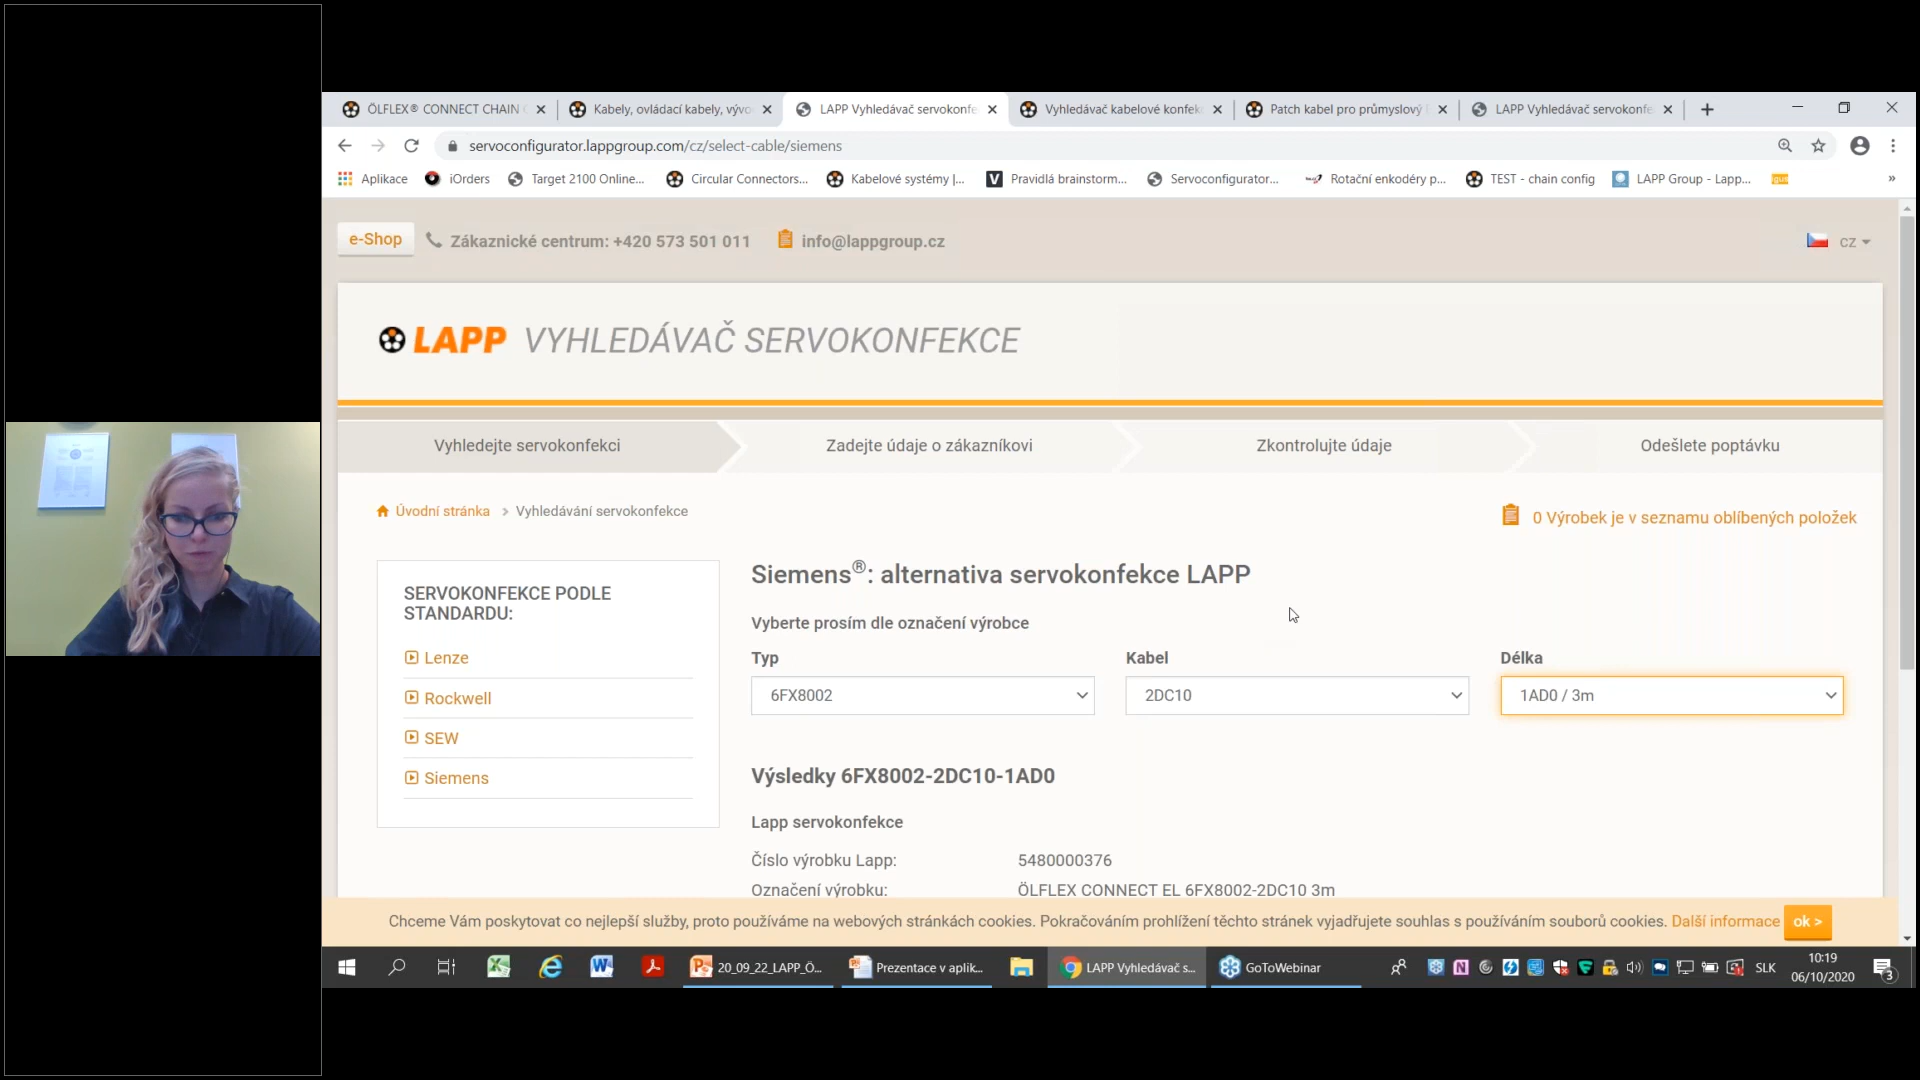 ÖLFLEX® CONNECT CHAIN
Kabely, ovládací kabely, vývo
LAPP Vyhledávač servokonfe
Vyhledávač kabelové konfek
Patch kabel pro průmyslový
LAPP Vyhledávač servokonfe
servoconfigurator.lappgroup.com/cz/select-cable/siemens
Aplikace
iOrders
Target 2100 Online...
Circular Connectors...
Kabelové systémy |...
Pravidlá brainstorm...
Servoconfigurator...
Rotační enkodéry p...
TEST - chain config
LAPP Group - Lapp...
igus
»
e-Shop
Zákaznické centrum: +420 573 501 011
info@lappgroup.cz
CZ
LAPP VYHLEDÁVAČ SERVOKONFEKCE
Vyhledejte servokonfekci
Zadejte údaje o zákazníkovi
Zkontrolujte údaje
Odešlete poptávku
Úvodní stránka > Vyhledávání servokonfekce
0 Výrobek je v seznamu oblíbených položek
SERVOKONFEKCE PODLE
STANDARDU:
Lenze
Rockwell
SEW
Siemens
Siemens®: alternativa servokonfekce LAPP
Vyberte prosím dle označení výrobce
Typ
Kabel
Délka
6FX8002
2DC10
1AD0 / 3m
Výsledky 6FX8002-2DC10-1AD0
Lapp servokonfekce
Číslo výrobku Lapp: 5480000376
Označení výrobku: ÖLFLEX CONNECT EL 6FX8002-2DC10 3m
Chceme Vám poskytovat co nejlepší služby, proto používáme na webových stránkách cookies. Pokračováním prohlížení těchto stránek vyjadřujete souhlas s používáním souborů cookies. Další informace ok >
20_09_22_LAPP_Ö...
Prezentace v aplik...
LAPP Vyhledávač s...
GoToWebinar
SLK
10:19
06/10/2020
3